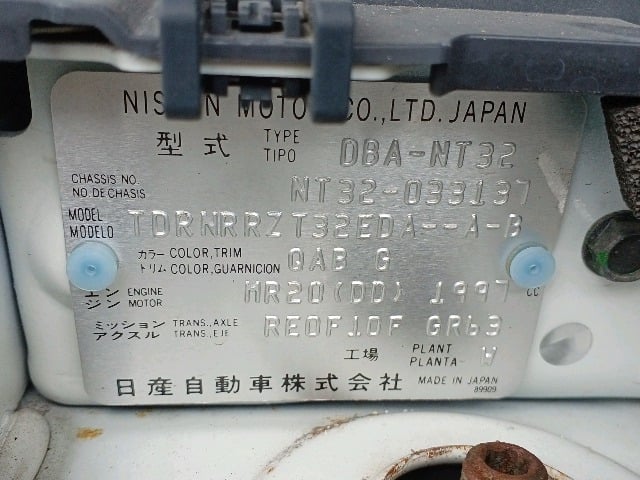 NISSAN MOTOR CO.,LTD. JAPAN
型式 TYPE TIPO DBA-NT32
CHASSIS NO. NO. DE CHASIS NT32-033137
MODEL MODELO TDRNRRZT32EDA--A-B
カラー COLOR,TRIM トリム COLOR,GUARNICION QAB G
エンジン ENGINE MOTOR MR20(DD) 1997 CC
ミッション TRANS.,AXLE アクスル TRANS.,EJE RE0F10F GR63
工場 PLANT PLANTA W
日産自動車株式会社 MADE IN JAPAN
89909